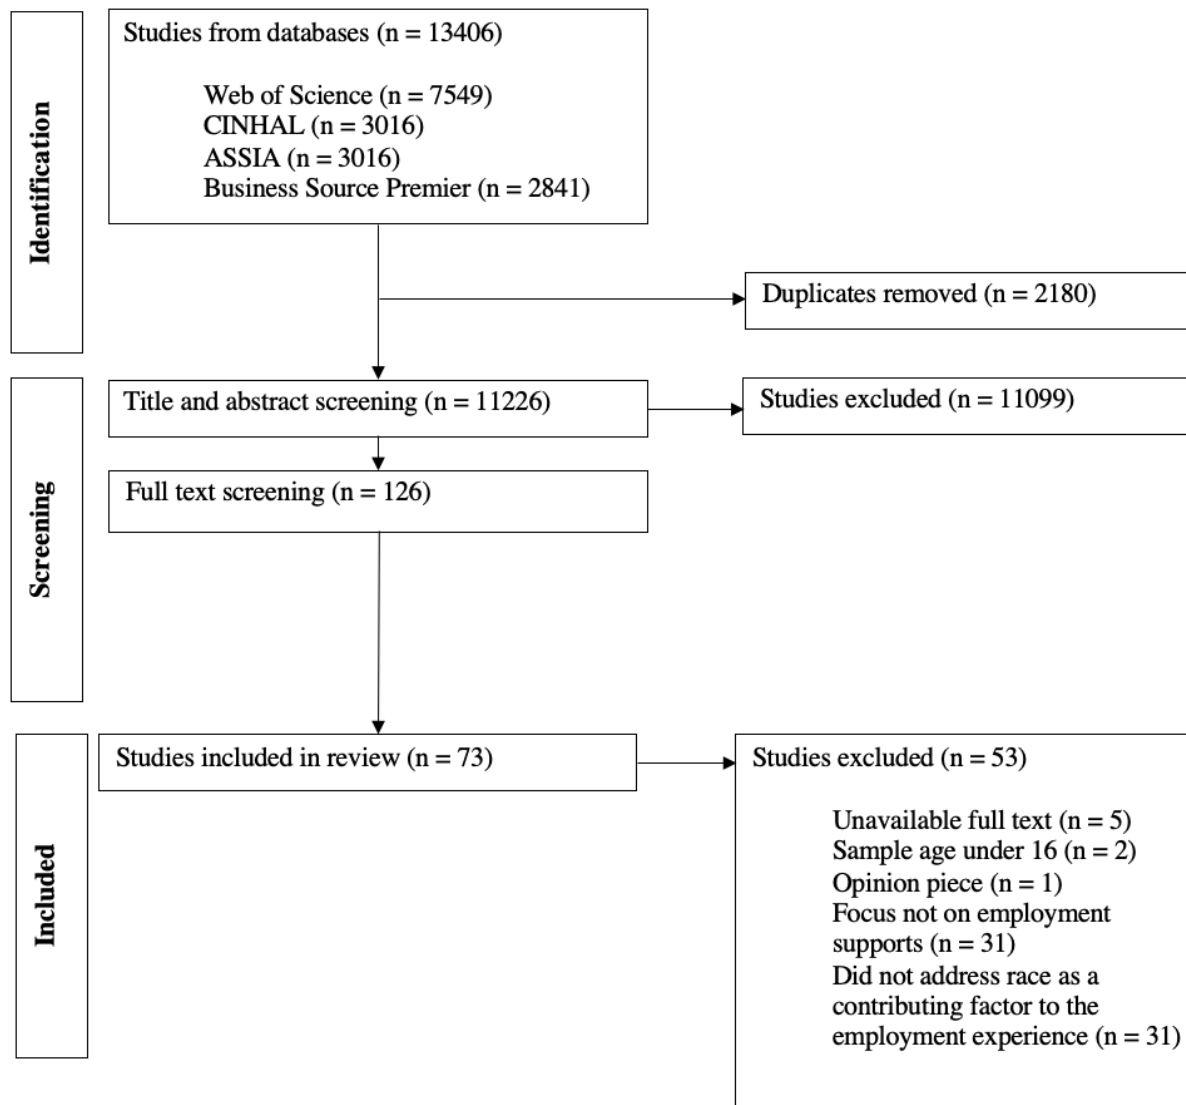 Identification
Studies from databases (n = 13406)
Web of Science (n = 7549)
CINHAL (n = 3016)
ASSIA (n = 3016)
Business Source Premier (n = 2841)
Duplicates removed (n = 2180)
Screening
Title and abstract screening (n = 11226)
Studies excluded (n = 11099)
Full text screening (n = 126)
Included
Studies included in review (n = 73)
Studies excluded (n = 53)
Unavailable full text (n = 5)
Sample age under 16 (n = 2)
Opinion piece (n = 1)
Focus not on employment
supports (n = 31)
Did not address race as a
contributing factor to the
employment experience (n = 31)